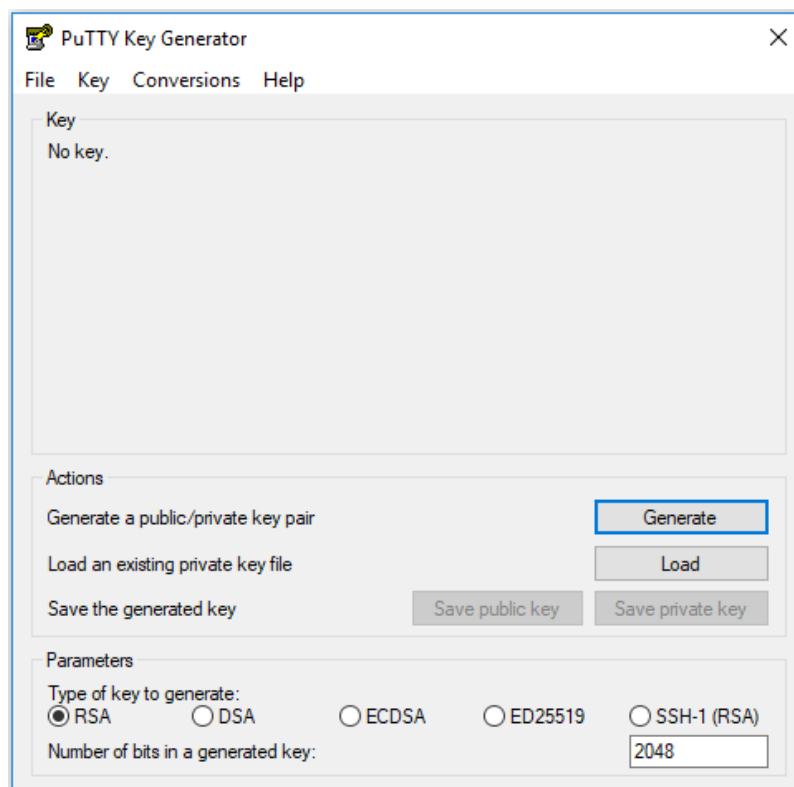 PuTTY Key Generator
File Key Conversions Help
Key
No key.
Actions
Generate a public/private key pair Generate
Load an existing private key file Load
Save the generated key Save public key Save private key
Parameters
Type of key to generate:
RSA DSA ECDSA ED25519 SSH-1 (RSA)
Number of bits in a generated key: 2048